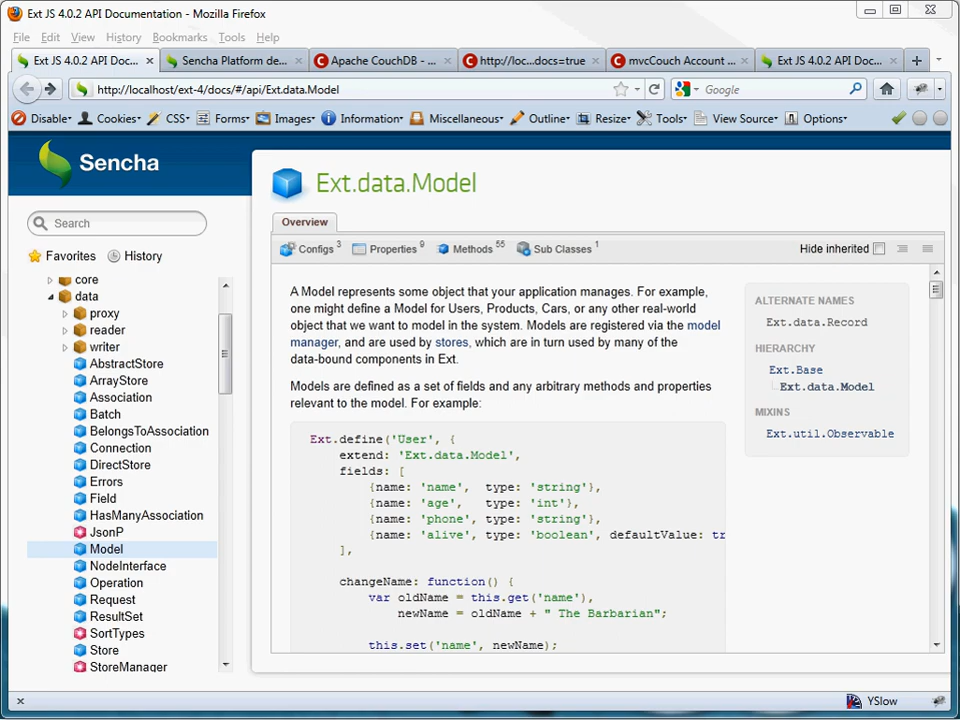 Ext JS 4.0.2 API Documentation - Mozilla Firefox
File Edit View History Bookmarks Tools Help
Ext JS 4.0.2 API Doc... × Sencha Platform de... × Apache CouchDB - ... × http://loc...docs=true × mvcCouch Account ... × Ext JS 4.0.2 API Doc... ×
http://localhost/ext-4/docs/#/api/Ext.data.Model Google
Disable Cookies CSS Forms Images Information Miscellaneous Outline Resize Tools View Source Options
Sencha
Search
Favorites History
core
data
proxy
reader
writer
AbstractStore
ArrayStore
Association
Batch
BelongsToAssociation
Connection
DirectStore
Errors
Field
HasManyAssociation
JsonP
Model
NodeInterface
Operation
Request
ResultSet
SortTypes
Store
StoreManager
Ext.data.Model
Overview
Configs 3 Properties 9 Methods 55 Sub Classes 1 Hide inherited
A Model represents some object that your application manages. For example,
one might define a Model for Users, Products, Cars, or any other real-world
object that we want to model in the system. Models are registered via the model
manager, and are used by stores, which are in turn used by many of the
data-bound components in Ext.
Models are defined as a set of fields and any arbitrary methods and properties
relevant to the model. For example:
Ext.define('User', {
extend: 'Ext.data.Model',
fields: [
{name: 'name', type: 'string'},
{name: 'age', type: 'int'},
{name: 'phone', type: 'string'},
{name: 'alive', type: 'boolean', defaultValue: tr
],
changeName: function() {
var oldName = this.get('name'),
newName = oldName + " The Barbarian";
this.set('name', newName);
ALTERNATE NAMES
Ext.data.Record
HIERARCHY
Ext.Base
Ext.data.Model
MIXINS
Ext.util.Observable
× YSlow